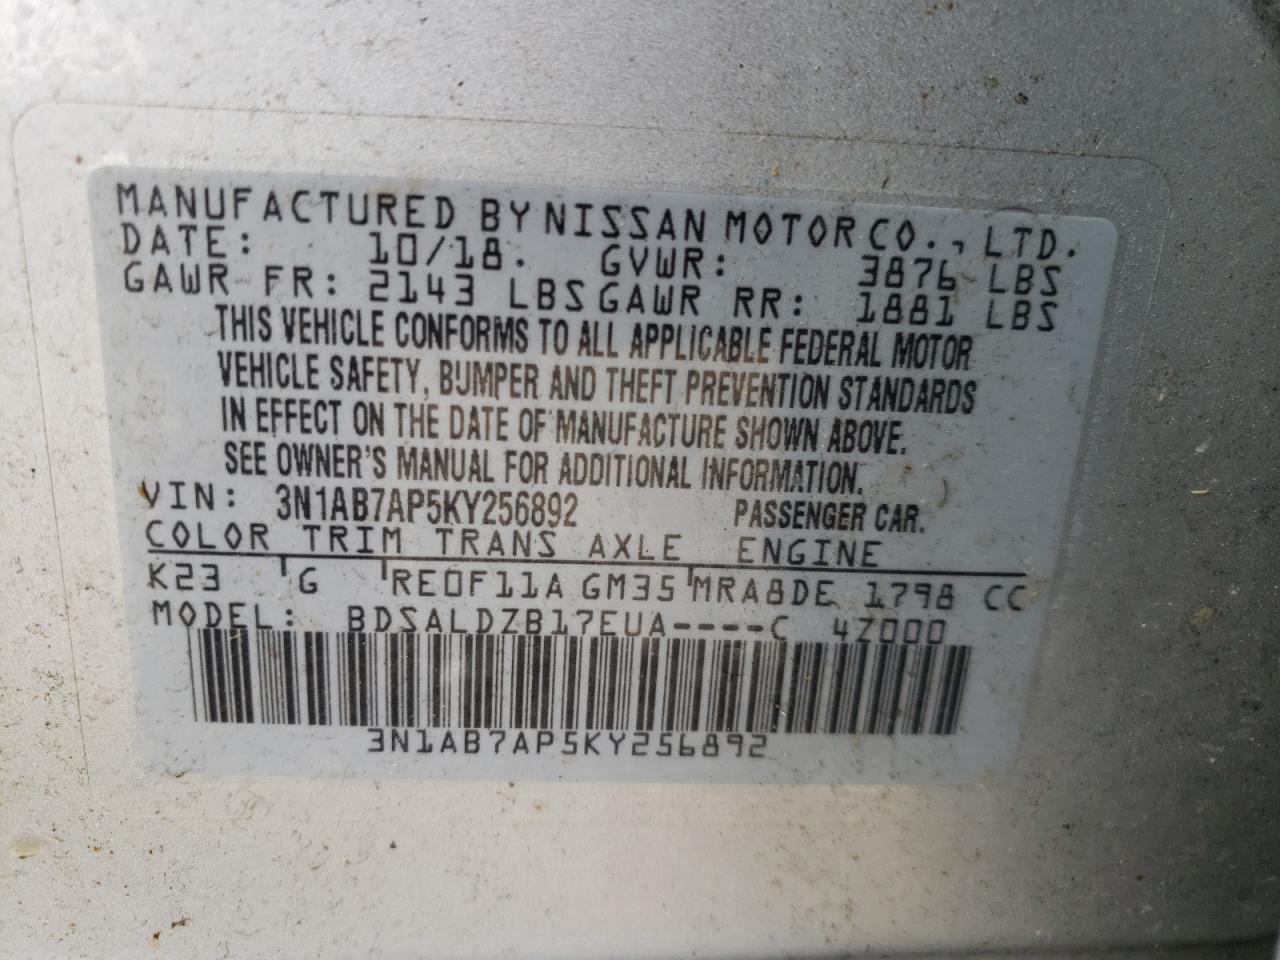 MANUFACTURED BY NISSAN MOTOR CO., LTD.
DATE: 10/18. GVWR: 3876 LBS
GAWR FR: 2143 LBS GAWR RR: 1881 LBS
THIS VEHICLE CONFORMS TO ALL APPLICABLE FEDERAL MOTOR
VEHICLE SAFETY, BUMPER AND THEFT PREVENTION STANDARDS
IN EFFECT ON THE DATE OF MANUFACTURE SHOWN ABOVE.
SEE OWNER'S MANUAL FOR ADDITIONAL INFORMATION.
VIN: 3N1AB7AP5KY256892 PASSENGER CAR.
COLOR TRIM TRANS AXLE ENGINE
K23 G RE0F11A GM35 MRA8DE 1798 CC
MODEL: BDSALDZB17EUA----C 4Z000
3N1AB7AP5KY256892